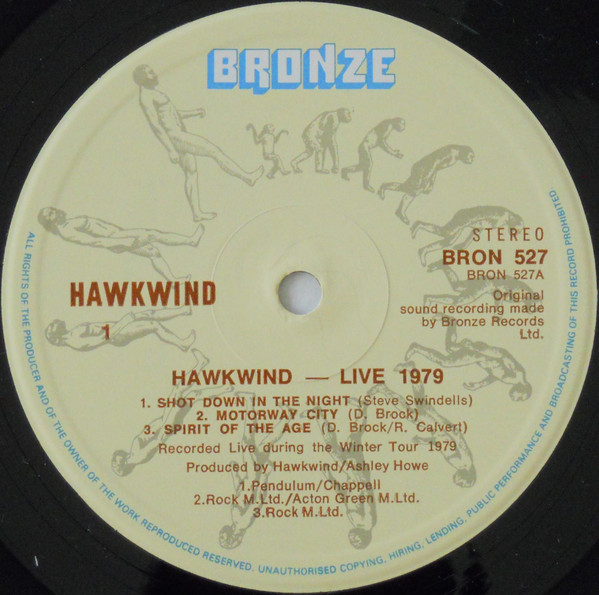 BRONZE
STEREO
BRON 527
BRON 527A
HAWKWIND
1
Original
sound recording made
by Bronze Records
Ltd.
HAWKWIND — LIVE 1979
1. SHOT DOWN IN THE NIGHT (Steve Swindells)
2. MOTORWAY CITY (D. Brock)
3. SPIRIT OF THE AGE (D. Brock/R. Calvert)
Recorded Live during the Winter Tour 1979
Produced by Hawkwind/Ashley Howe
1.Pendulum/Chappell
2.Rock M.Ltd./Acton Green M.Ltd.
3.Rock M.Ltd.
ALL RIGHTS OF THE PRODUCER AND OF THE OWNER OF THE WORK REPRODUCED RESERVED. UNAUTHORISED COPYING, HIRING, LENDING, PUBLIC PERFORMANCE AND BROADCASTING OF THIS RECORD PROHIBITED